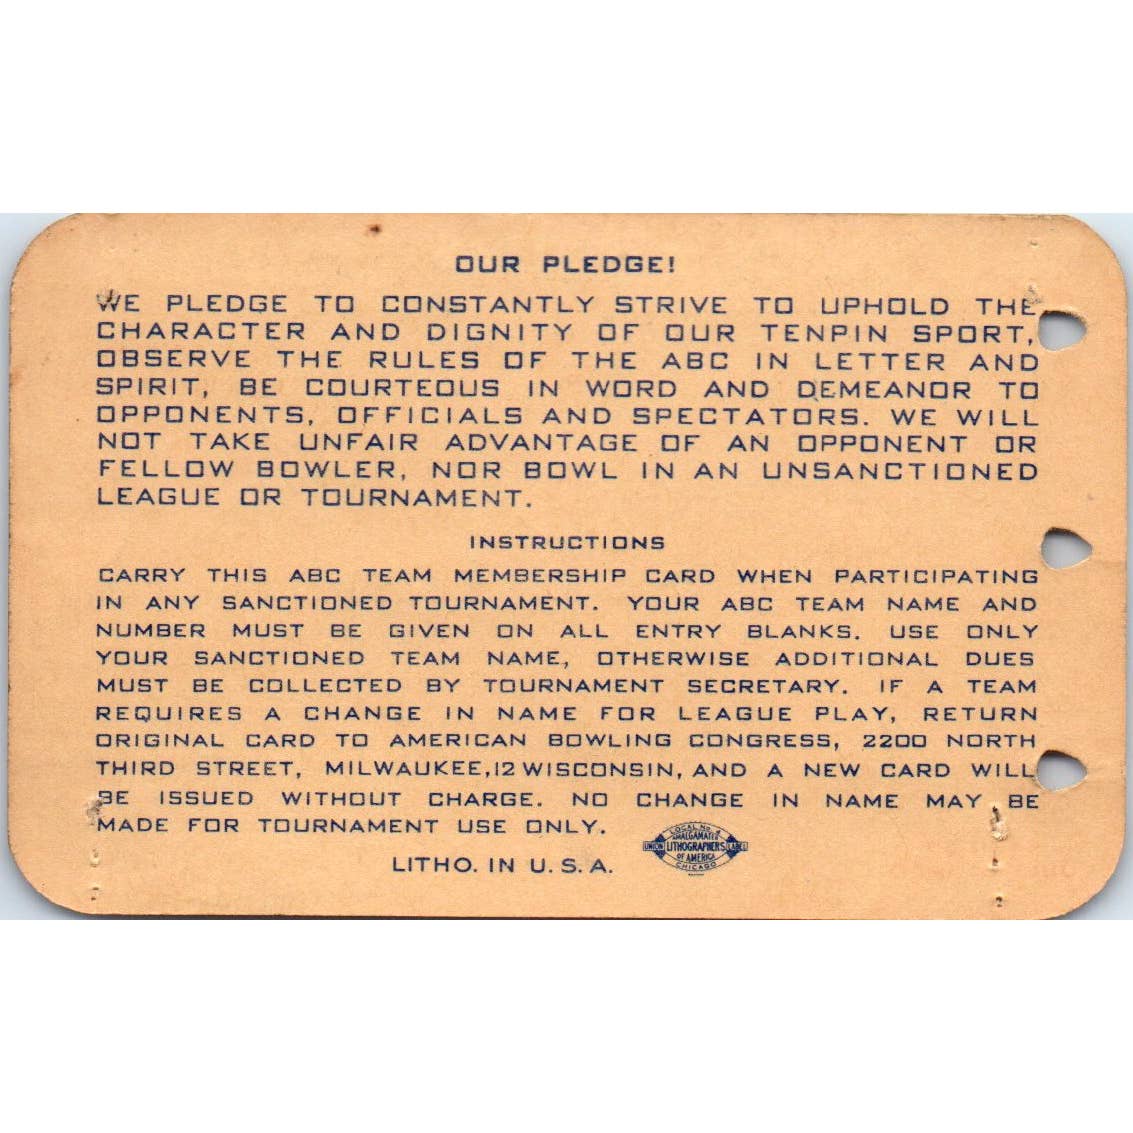 OUR PLEDGE!
WE PLEDGE TO CONSTANTLY STRIVE TO UPHOLD THE
CHARACTER AND DIGNITY OF OUR TENPIN SPORT,
OBSERVE THE RULES OF THE ABC IN LETTER AND
SPIRIT, BE COURTEOUS IN WORD AND DEMEANOR TO
OPPONENTS, OFFICIALS AND SPECTATORS. WE WILL
NOT TAKE UNFAIR ADVANTAGE OF AN OPPONENT OR
FELLOW BOWLER, NOR BOWL IN AN UNSANCTIONED
LEAGUE OR TOURNAMENT.
INSTRUCTIONS
CARRY THIS ABC TEAM MEMBERSHIP CARD WHEN PARTICIPATING
IN ANY SANCTIONED TOURNAMENT. YOUR ABC TEAM NAME AND
NUMBER MUST BE GIVEN ON ALL ENTRY BLANKS. USE ONLY
YOUR SANCTIONED TEAM NAME, OTHERWISE ADDITIONAL DUES
MUST BE COLLECTED BY TOURNAMENT SECRETARY. IF A TEAM
REQUIRES A CHANGE IN NAME FOR LEAGUE PLAY, RETURN
ORIGINAL CARD TO AMERICAN BOWLING CONGRESS, 2200 NORTH
THIRD STREET, MILWAUKEE, 12 WISCONSIN, AND A NEW CARD WILL
BE ISSUED WITHOUT CHARGE. NO CHANGE IN NAME MAY BE
MADE FOR TOURNAMENT USE ONLY.
LITHO. IN U.S.A.
LOCAL NO. 4
AMALGAMATED
UNION LITHOGRAPHERS LABEL
OF AMERICA
CHICAGO